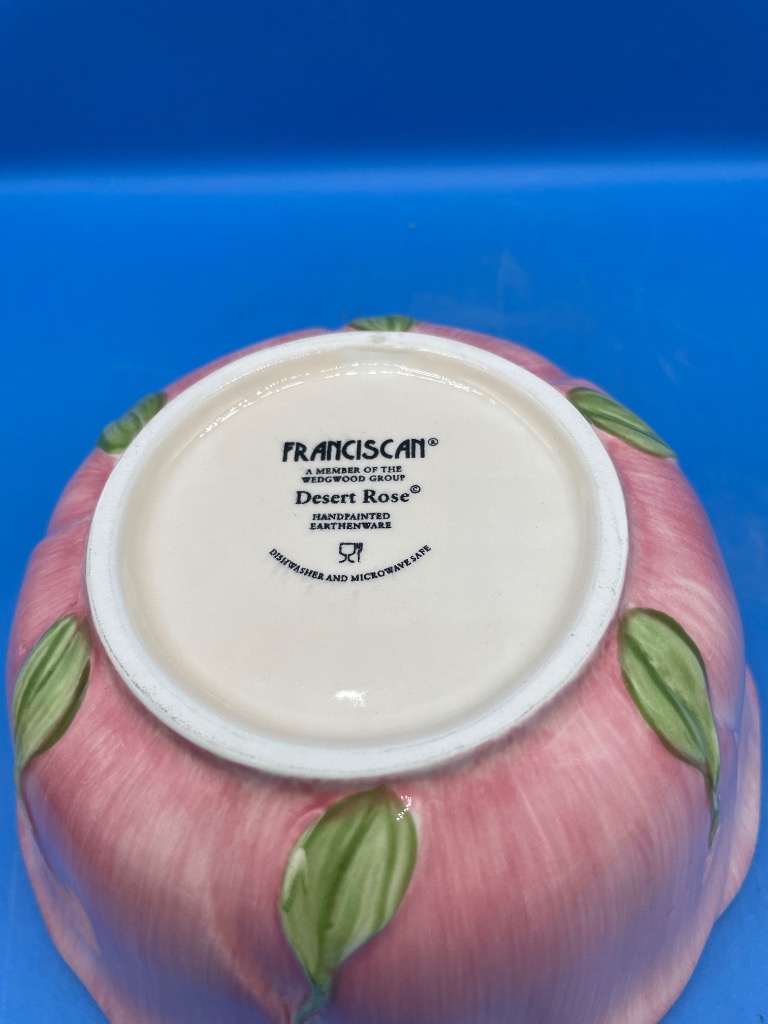 FRANCISCAN®
A MEMBER OF THE
WEDGWOOD GROUP
Desert Rose©
HANDPAINTED
EARTHENWARE
DISHWASHER AND MICROWAVE SAFE